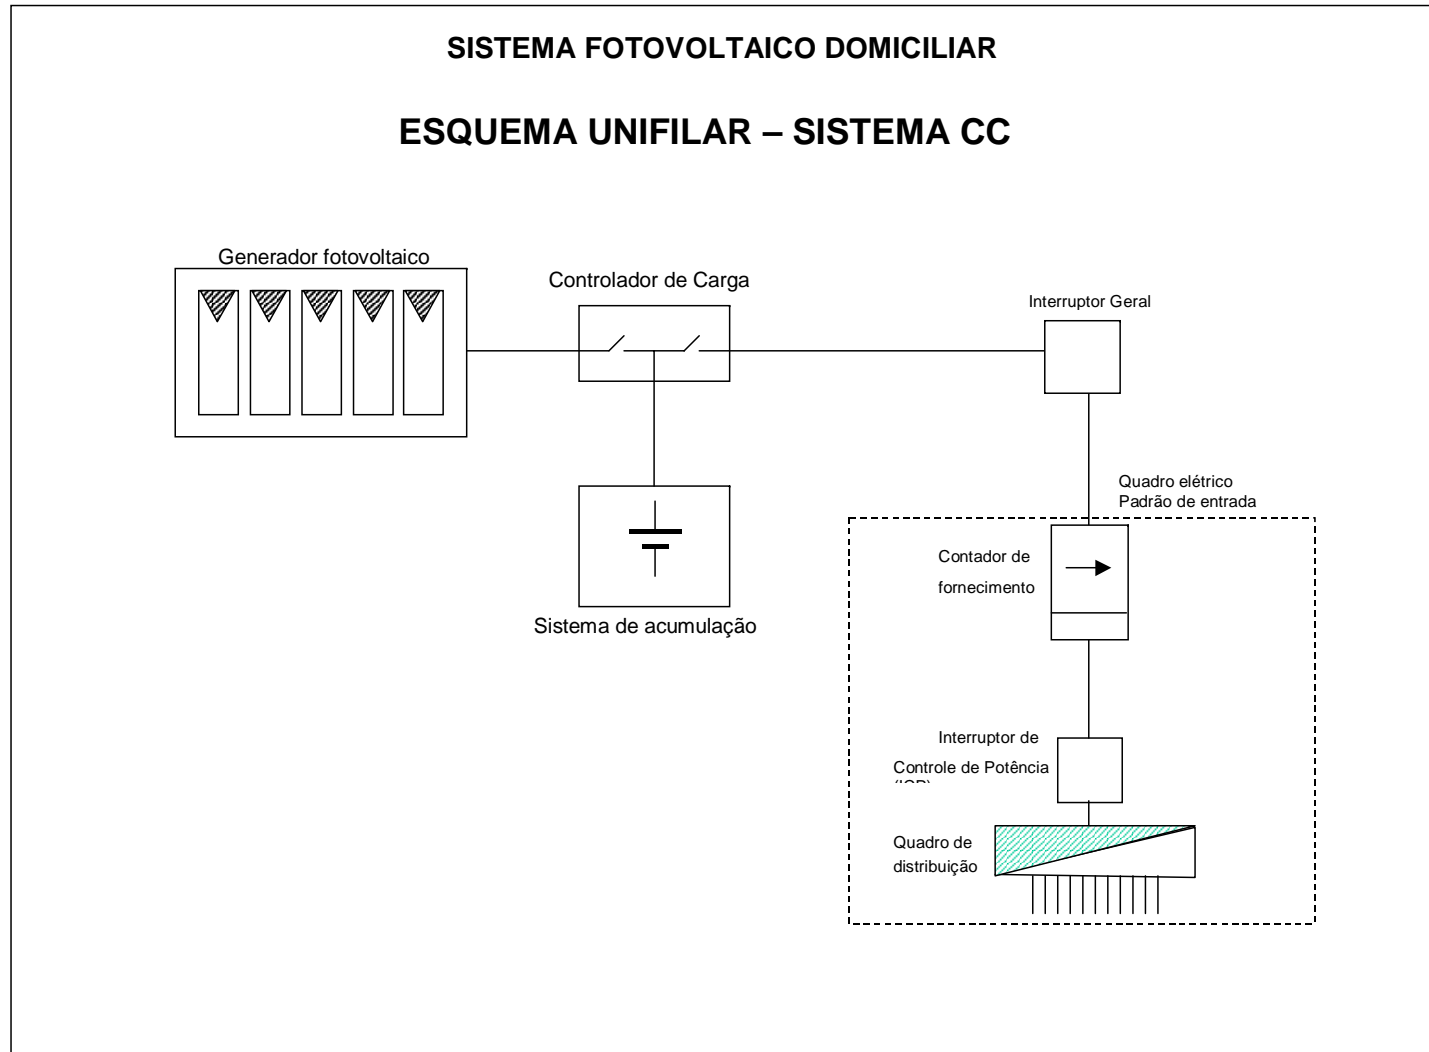 SISTEMA FOTOVOLTAICO DOMICILIAR
ESQUEMA UNIFILAR – SISTEMA CC
Generador fotovoltaico
Controlador de Carga
Interruptor Geral
Quadro elétrico
Padrão de entrada
Contador de
fornecimento
Sistema de acumulação
Interruptor de
Controle de Potência
Quadro de
distribuição